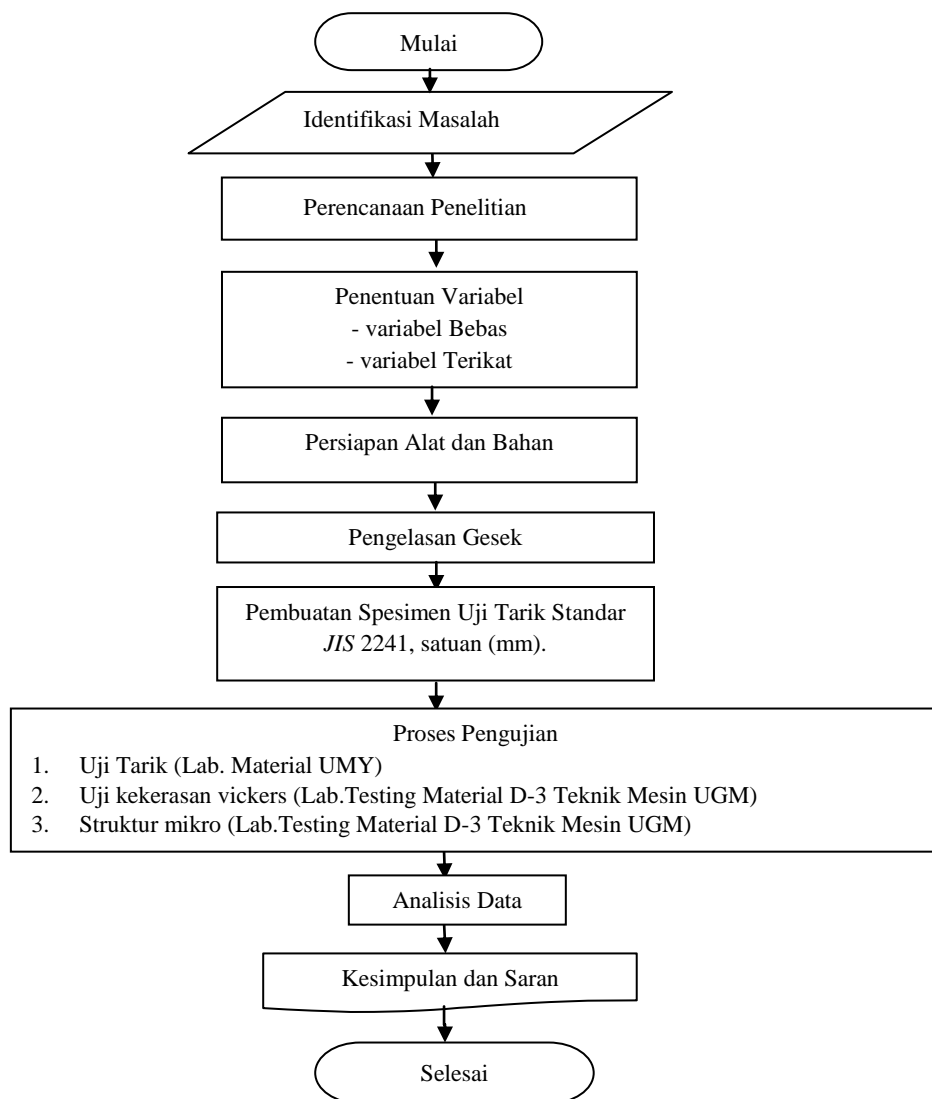 Mulai
Identifikasi Masalah
Perencanaan Penelitian
Penentuan Variabel
- variabel Bebas
- variabel Terikat
Persiapan Alat dan Bahan
Pengelasan Gesek
Pembuatan Spesimen Uji Tarik Standar
JIS 2241, satuan (mm).
Proses Pengujian
1. Uji Tarik (Lab. Material UMY)
2. Uji kekerasan vickers (Lab.Testing Material D-3 Teknik Mesin UGM)
3. Struktur mikro (Lab.Testing Material D-3 Teknik Mesin UGM)
Analisis Data
Kesimpulan dan Saran
Selesai